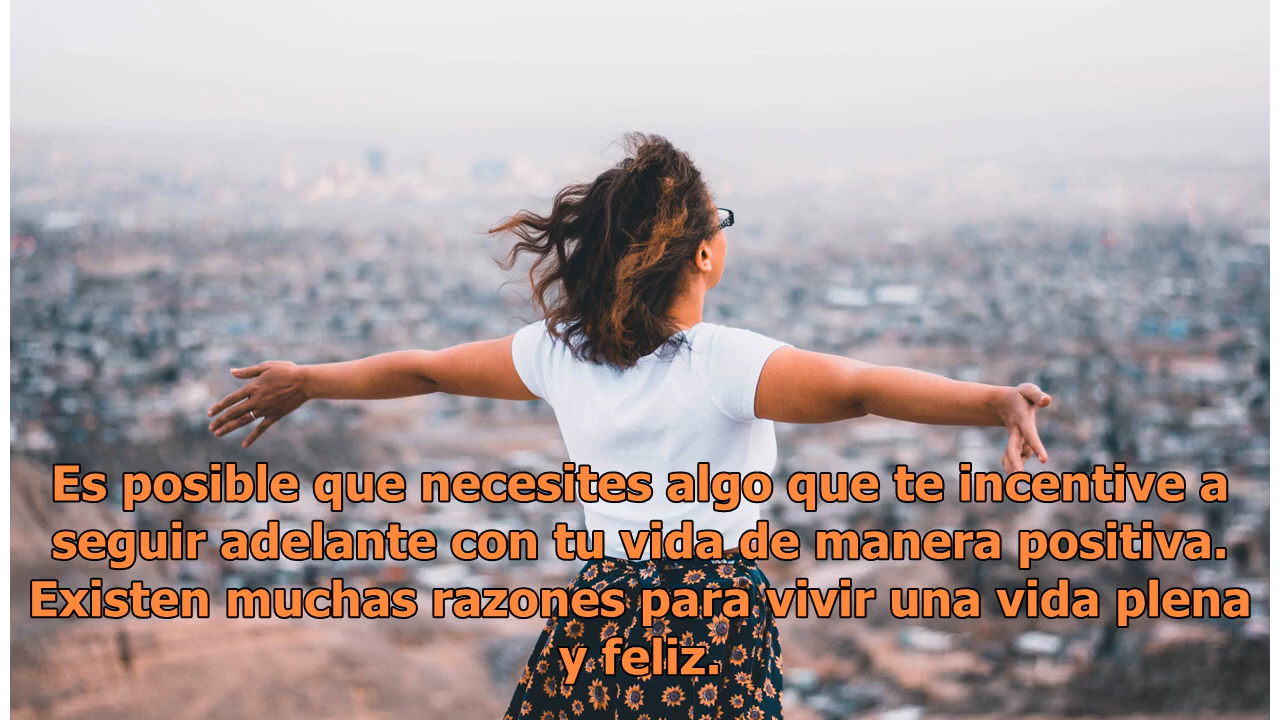 Es posible que necesites algo que te incentive a
seguir adelante con tu vida de manera positiva.
Existen muchas razones para vivir una vida plena
y feliz.